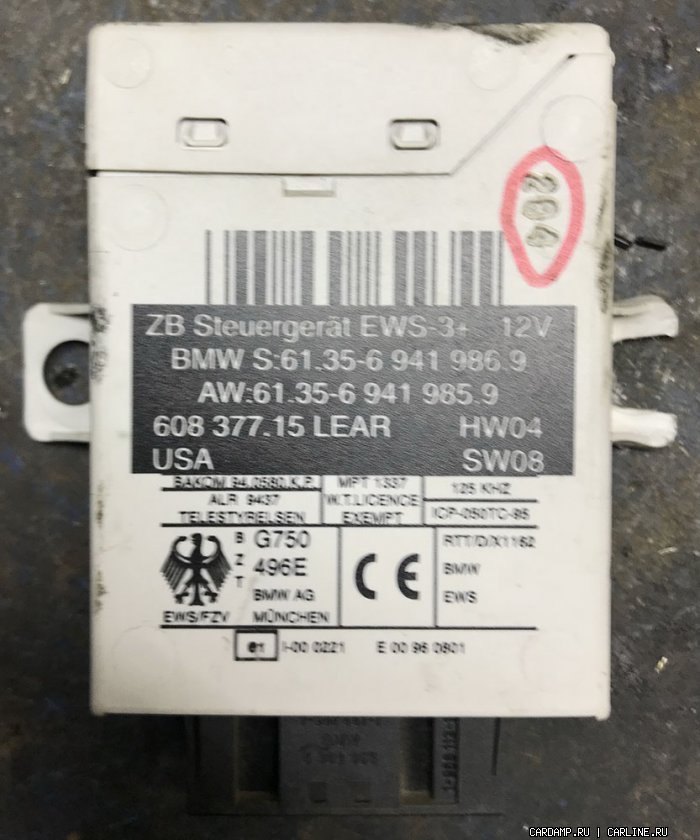 284
ZB Steuergerät EWS-3+ 12V
BMW S:61.35-6 941 986.9
AW:61.35-6 941 985.9
608 377.15 LEAR HW04
USA SW08
BAKOM 94.0580.K.P. MPT 1337 125 KHZ
ALR 9437 W.T.LICENCE
TELESTYRELSEN EXEMPT ICP-050TC-95
B Z T G750 RTT/D/X1162
496E BMW
BMW AG EWS
EWS/FZV MÜNCHEN CE
e1 I-00 0221 E 00 96 0801
CARDAMP.RU | CARLINE.RU